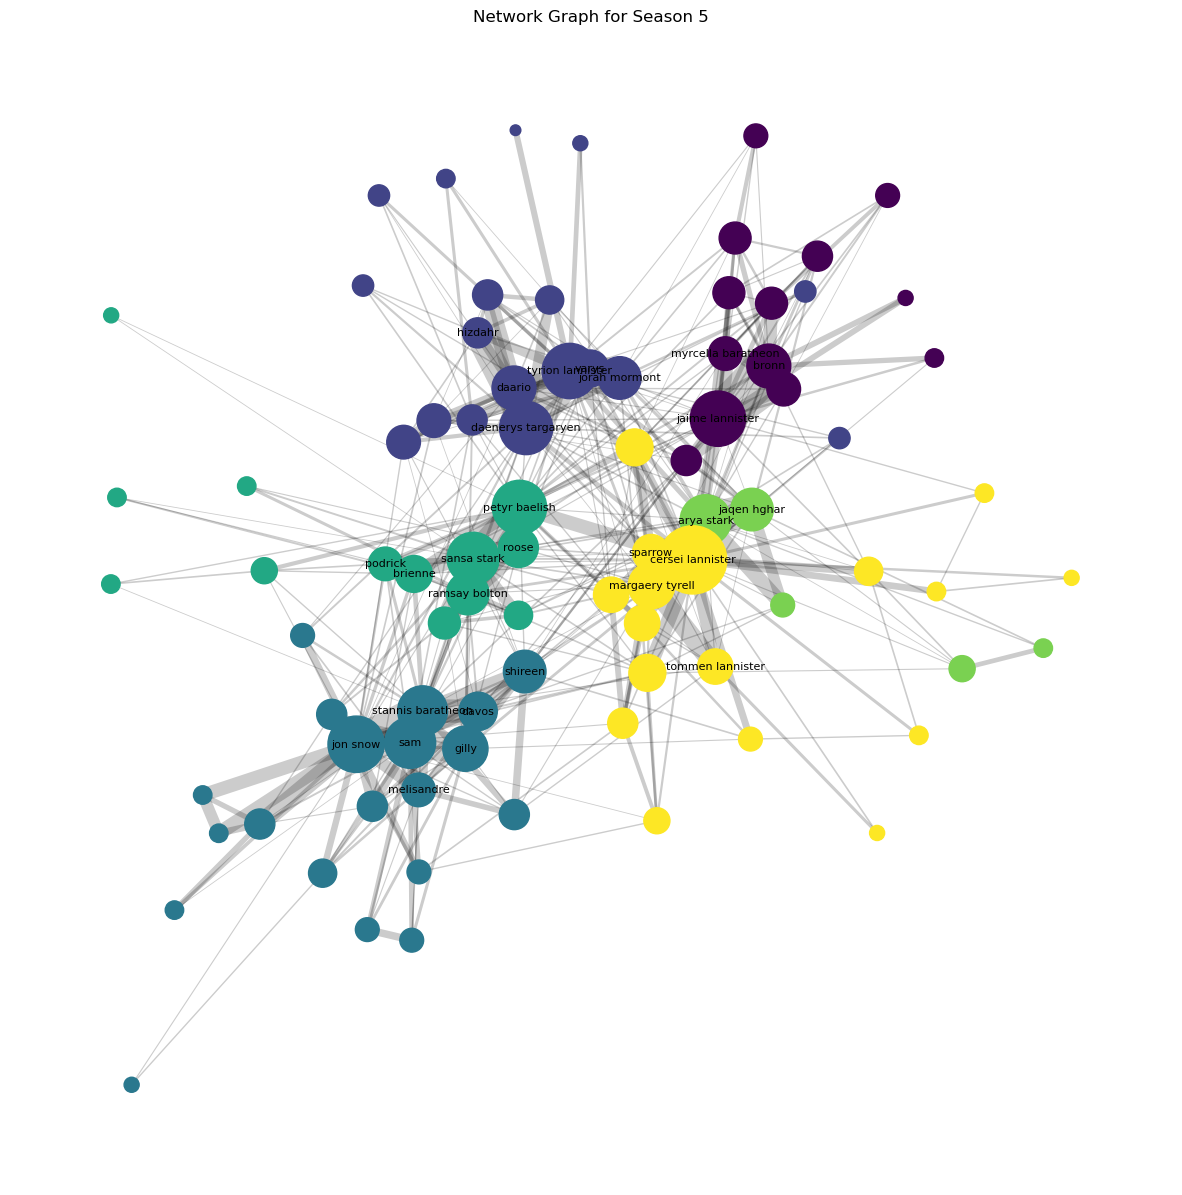 Network Graph for Season 5
hizdahr
myrcella baratheon
tyrion lannister
varys
bronn
jorah mormont
daario
jaime lannister
daenerys targaryen
petyr baelish
jaqen hghar
arya stark
roose
sparrow
sansa stark
cersei lannister
podrick
brienne
margaery tyrell
ramsay bolton
shireen
tommen lannister
stannis baratheon
davos
jon snow
sam
gilly
melisandre